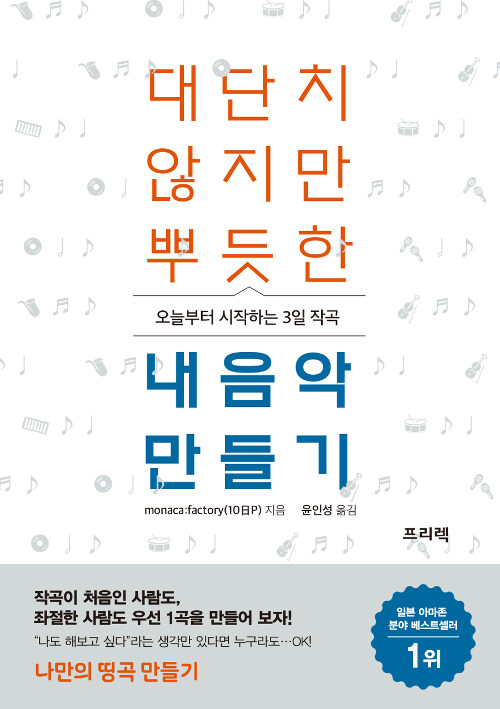 대단치
않지만
뿌듯한
오늘부터 시작하는 3일 작곡
내음악
만들기
monaca:factory(10日P) 지음 윤인성 옮김
프리렉
작곡이 처음인 사람도,
좌절한 사람도 우선 1곡을 만들어 보자!
“나도 해보고 싶다”라는 생각만 있다면 누구라도…OK!
나만의 띵곡 만들기
일본 아마존
분야 베스트셀러
1위